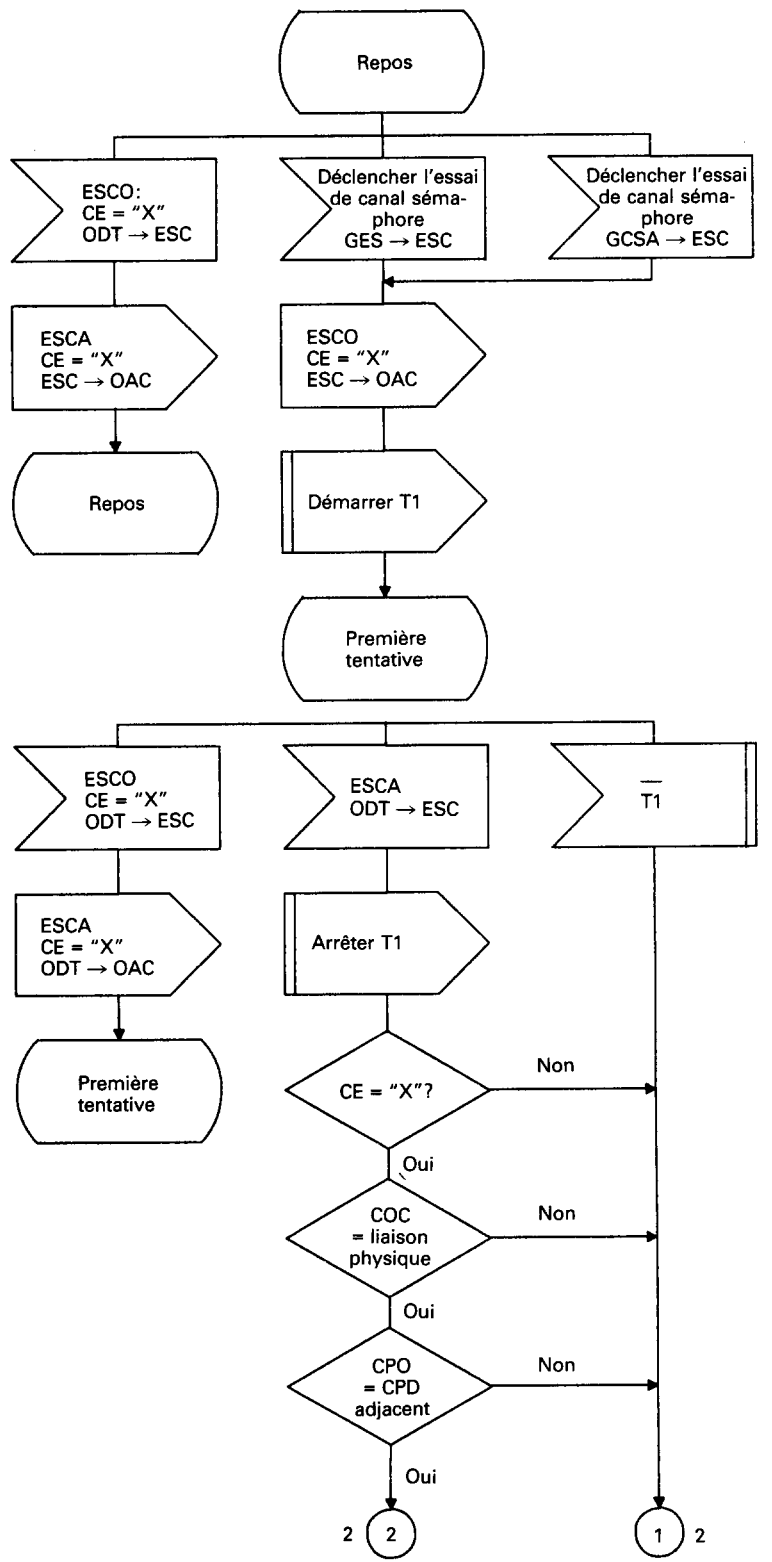 Repos
ESCO:
CE = “X”
ODT → ESC
Déclencher l'essai
de canal séma-
phore
GES → ESC
Déclencher l'essai
de canal séma-
phore
GCSA → ESC
ESCA
CE = “X”
ESC → OAC
ESCO
CE = “X”
ESC → OAC
Repos
Démarrer T1
Première
tentative
ESCO
CE = “X”
ODT → ESC
ESCA
ODT → ESC
T1
ESCA
CE = “X”
ODT → OAC
Arrêter T1
Première
tentative
CE = “X”?
Non
Oui
COC
= liaison
physique
Non
Oui
CPO
= CPD
adjacent
Non
Oui
2 2
1 2